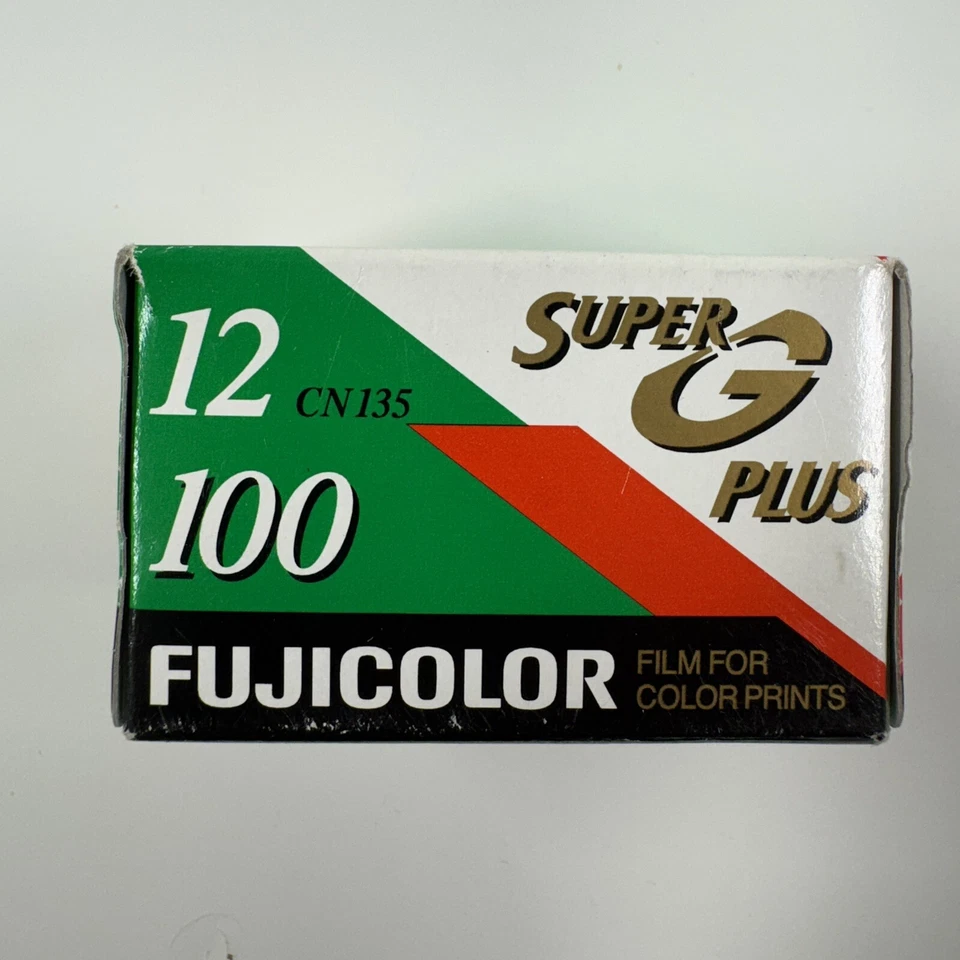 12 CN135
100
SUPER G
PLUS
FUJICOLOR
FILM FOR
COLOR PRINTS